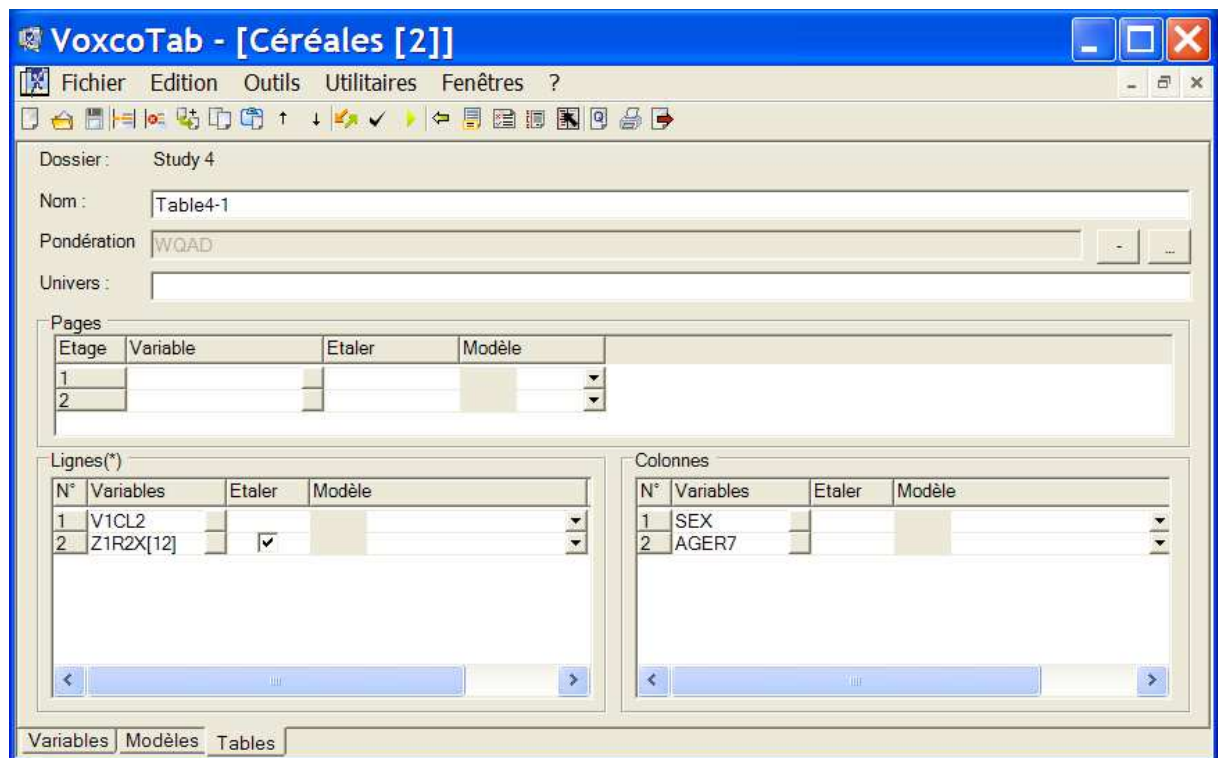 VoxcoTab - [Céréales [2]]
Fichier Edition Outils Utilitaires Fenêtres ?
Dossier : Study 4
Nom : Table4-1
Pondération WQAD - ...
Univers :
Pages
Etage Variable Etaler Modèle
1
2
Lignes(*)
N° Variables Etaler Modèle
1 V1CL2
2 Z1R2X[12]
Colonnes
N° Variables Etaler Modèle
1 SEX
2 AGER7
Variables Modèles Tables